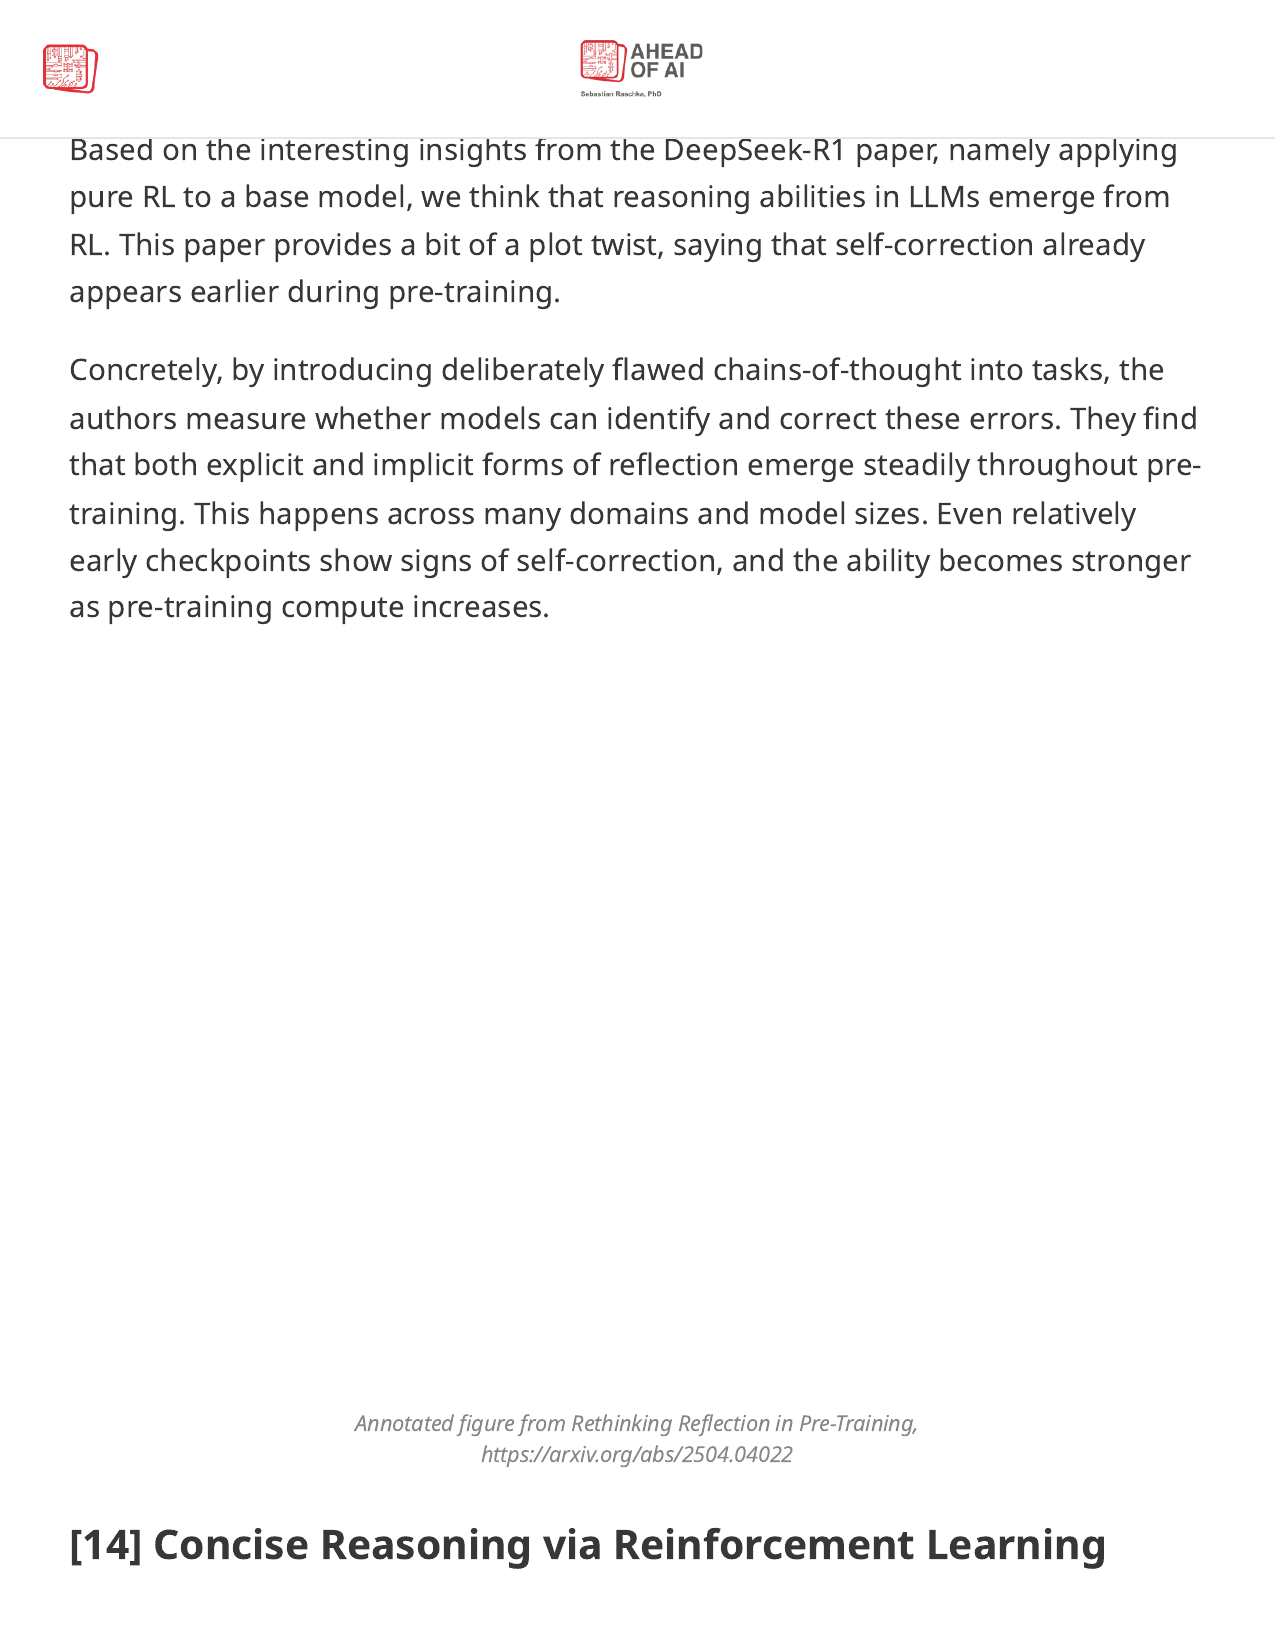 AHEAD
OF AI
Sebastian Raschka, PhD
Based on the interesting insights from the DeepSeek-R1 paper, namely applying
pure RL to a base model, we think that reasoning abilities in LLMs emerge from
RL. This paper provides a bit of a plot twist, saying that self-correction already
appears earlier during pre-training.
Concretely, by introducing deliberately flawed chains-of-thought into tasks, the
authors measure whether models can identify and correct these errors. They find
that both explicit and implicit forms of reflection emerge steadily throughout pre-
training. This happens across many domains and model sizes. Even relatively
early checkpoints show signs of self-correction, and the ability becomes stronger
as pre-training compute increases.
Annotated figure from Rethinking Reflection in Pre-Training,
https://arxiv.org/abs/2504.04022
[14] Concise Reasoning via Reinforcement Learning